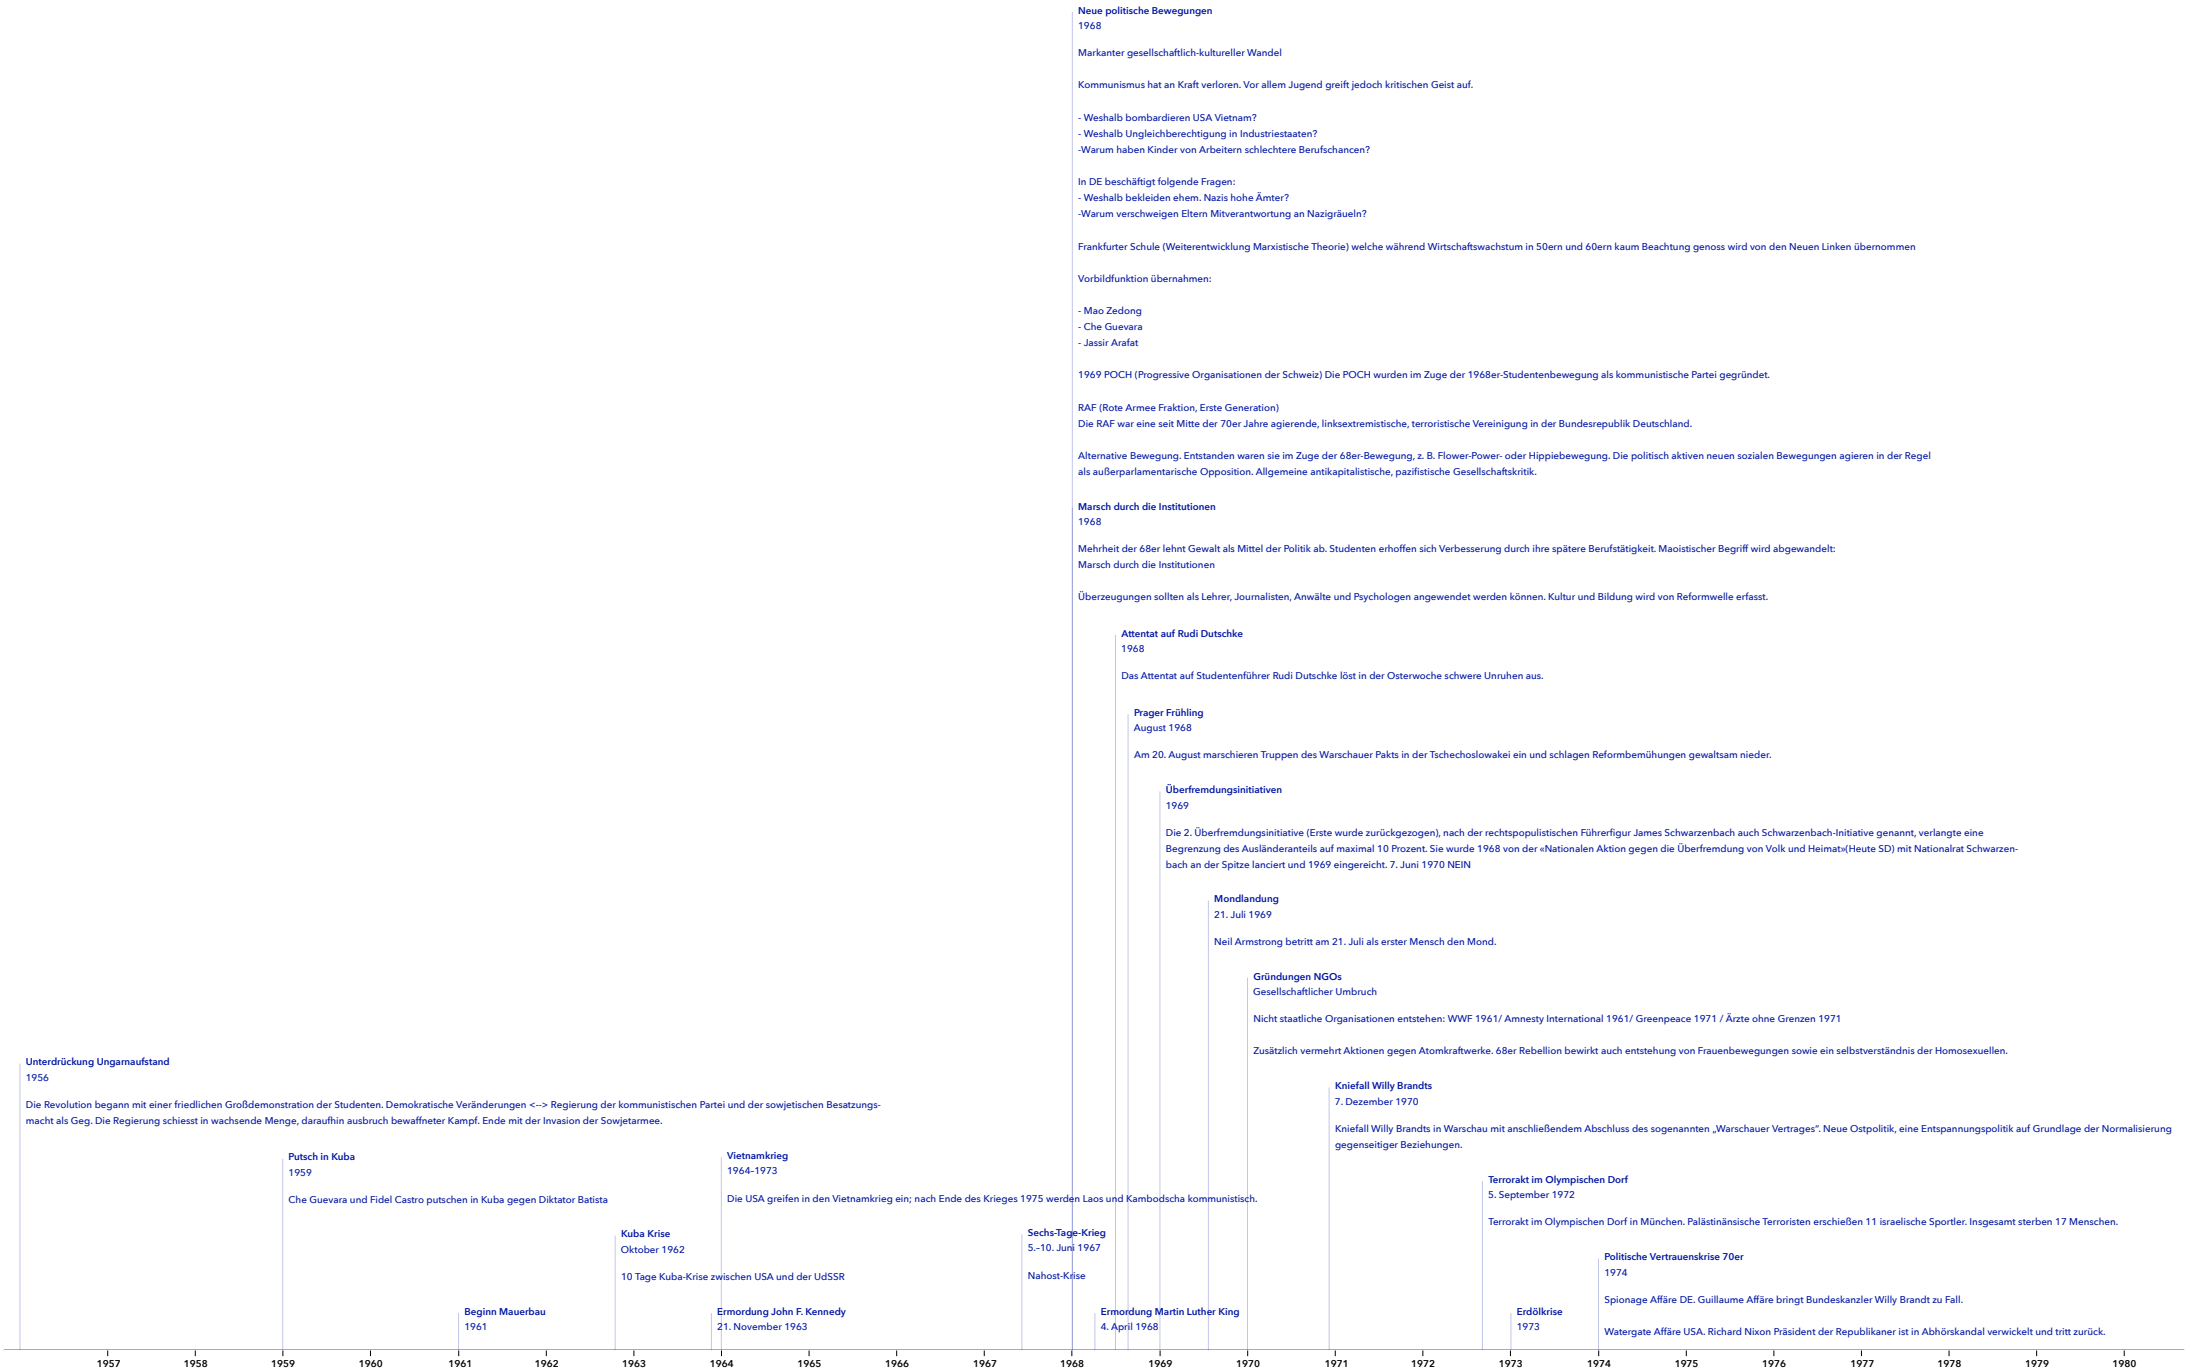 Neue politische Bewegungen
1968
Markanter gesellschaftlich-kultureller Wandel
Kommunismus hat an Kraft verloren. Vor allem Jugend greift jedoch kritischen Geist auf.
- Weshalb bombardieren USA Vietnam?
- Weshalb Ungleichberechtigung in Industriestaaten?
-Warum haben Kinder von Arbeitern schlechtere Berufschancen?
In DE beschäftigt folgende Fragen:
- Weshalb bekleiden ehem. Nazis hohe Ämter?
-Warum verschweigen Eltern Mitverantwortung an Nazigräueln?
Frankfurter Schule (Weiterentwicklung Marxistische Theorie) welche während Wirtschaftswachstum in 50ern und 60ern kaum Beachtung genoss wird von den Neuen Linken übernommen
Vorbildfunktion übernahmen:
- Mao Zedong
- Che Guevara
- Jassir Arafat
1969 POCH (Progressive Organisationen der Schweiz) Die POCH wurden im Zuge der 1968er-Studentenbewegung als kommunistische Partei gegründet.
RAF (Rote Armee Fraktion, Erste Generation)
Die RAF war eine seit Mitte der 70er Jahre agierende, linksextremistische, terroristische Vereinigung in der Bundesrepublik Deutschland.
Alternative Bewegung. Entstanden waren sie im Zuge der 68er-Bewegung, z. B. Flower-Power- oder Hippiebewegung. Die politisch aktiven neuen sozialen Bewegungen agieren in der Regel
als außerparlamentarische Opposition. Allgemeine antikapitalistische, pazifistische Gesellschaftskritik.
Marsch durch die Institutionen
1968
Mehrheit der 68er lehnt Gewalt als Mittel der Politik ab. Studenten erhoffen sich Verbesserung durch ihre spätere Berufstätigkeit. Maoistischer Begriff wird abgewandelt:
Marsch durch die Institutionen
Überzeugungen sollten als Lehrer, Journalisten, Anwälte und Psychologen angewendet werden können. Kultur und Bildung wird von Reformwelle erfasst.
Attentat auf Rudi Dutschke
1968
Das Attentat auf Studentenführer Rudi Dutschke löst in der Osterwoche schwere Unruhen aus.
Prager Frühling
August 1968
Am 20. August marschieren Truppen des Warschauer Pakts in der Tschechoslowakei ein und schlagen Reformbemühungen gewaltsam nieder.
Überfremdungsinitiativen
1969
Die 2. Überfremdungsinitiative (Erste wurde zurückgezogen), nach der rechtspopulistischen Führerfigur James Schwarzenbach auch Schwarzenbach-Initiative genannt, verlangte eine
Begrenzung des Ausländeranteils auf maximal 10 Prozent. Sie wurde 1968 von der «Nationalen Aktion gegen die Überfremdung von Volk und Heimat»(Heute SD) mit Nationalrat Schwarzen-
bach an der Spitze lanciert und 1969 eingereicht. 7. Juni 1970 NEIN
Mondlandung
21. Juli 1969
Neil Armstrong betritt am 21. Juli als erster Mensch den Mond.
Gründungen NGOs
Gesellschaftlicher Umbruch
Nicht staatliche Organisationen entstehen: WWF 1961/ Amnesty International 1961/ Greenpeace 1971 / Ärzte ohne Grenzen 1971
Zusätzlich vermehrt Aktionen gegen Atomkraftwerke. 68er Rebellion bewirkt auch entstehung von Frauenbewegungen sowie ein selbstverständnis der Homosexuellen.
Unterdrückung Ungarnaufstand
1956
Die Revolution begann mit einer friedlichen Großdemonstration der Studenten. Demokratische Veränderungen <--> Regierung der kommunistischen Partei und der sowjetischen Besatzungs-
macht als Geg. Die Regierung schiesst in wachsende Menge, daraufhin ausbruch bewaffneter Kampf. Ende mit der Invasion der Sowjetarmee.
Kniefall Willy Brandts
7. Dezember 1970
Kniefall Willy Brandts in Warschau mit anschließendem Abschluss des sogenannten „Warschauer Vertrages". Neue Ostpolitik, eine Entspannungspolitik auf Grundlage der Normalisierung
gegenseitiger Beziehungen.
Putsch in Kuba
1959
Che Guevara und Fidel Castro putschen in Kuba gegen Diktator Batista
Vietnamkrieg
1964–1973
Die USA greifen in den Vietnamkrieg ein; nach Ende des Krieges 1975 werden Laos und Kambodscha kommunistisch.
Terrorakt im Olympischen Dorf
5. September 1972
Terrorakt im Olympischen Dorf in München. Palästinänsische Terroristen erschießen 11 israelische Sportler. Insgesamt sterben 17 Menschen.
Kuba Krise
Oktober 1962
10 Tage Kuba-Krise zwischen USA und der UdSSR
Sechs-Tage-Krieg
5.–10. Juni 1967
Nahost-Krise
Politische Vertrauenskrise 70er
1974
Spionage Affäre DE. Guillaume Affäre bringt Bundeskanzler Willy Brandt zu Fall.
Watergate Affäre USA. Richard Nixon Präsident der Republikaner ist in Abhörskandal verwickelt und tritt zurück.
Beginn Mauerbau
1961
Ermordung John F. Kennedy
21. November 1963
Ermordung Martin Luther King
4. April 1968
Erdölkrise
1973
1957 1958 1959 1960 1961 1962 1963 1964 1965 1966 1967 1968 1969 1970 1971 1972 1973 1974 1975 1976 1977 1978 1979 1980